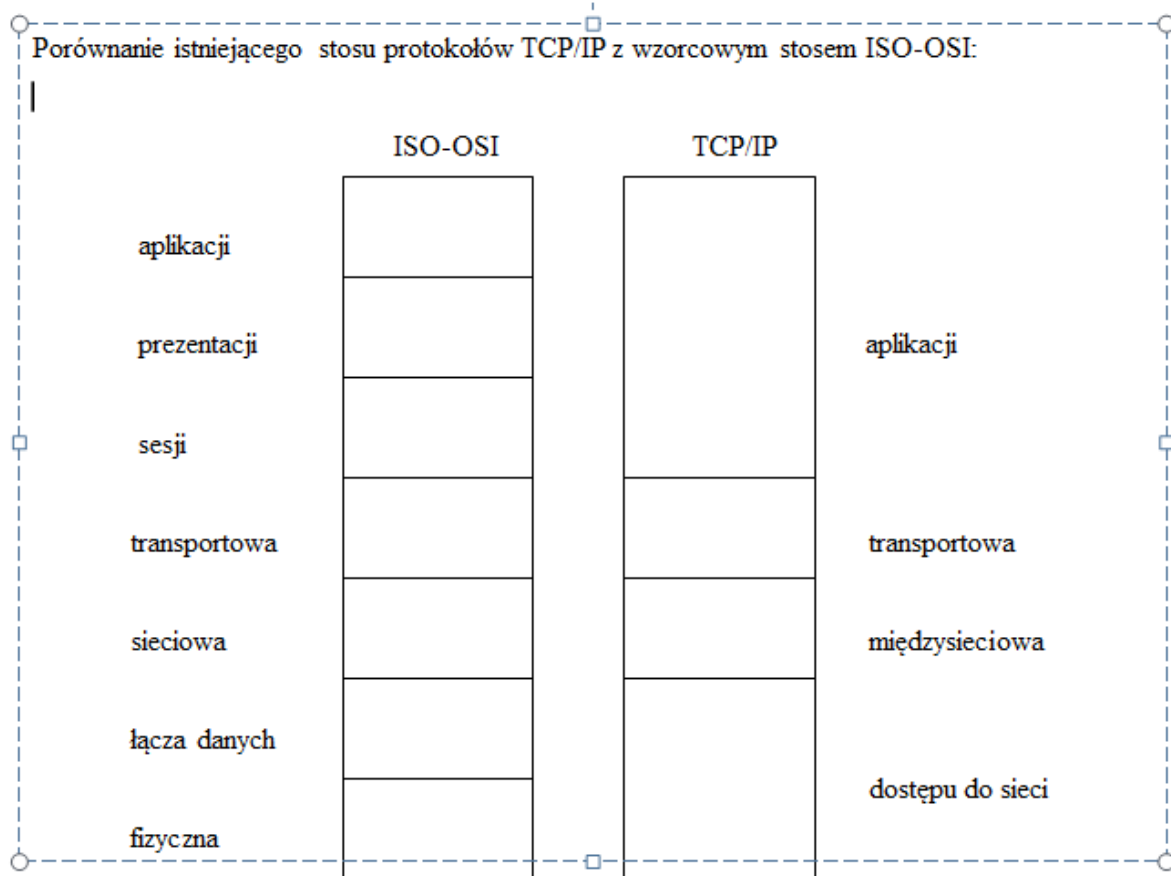 Porównanie istniejącego stosu protokołów TCP/IP z wzorcowym stosem ISO-OSI:
ISO-OSI TCP/IP
aplikacji
prezentacji aplikacji
sesji
transportowa transportowa
sieciowa międzysieciowa
łącza danych
dostępu do sieci
fizyczna